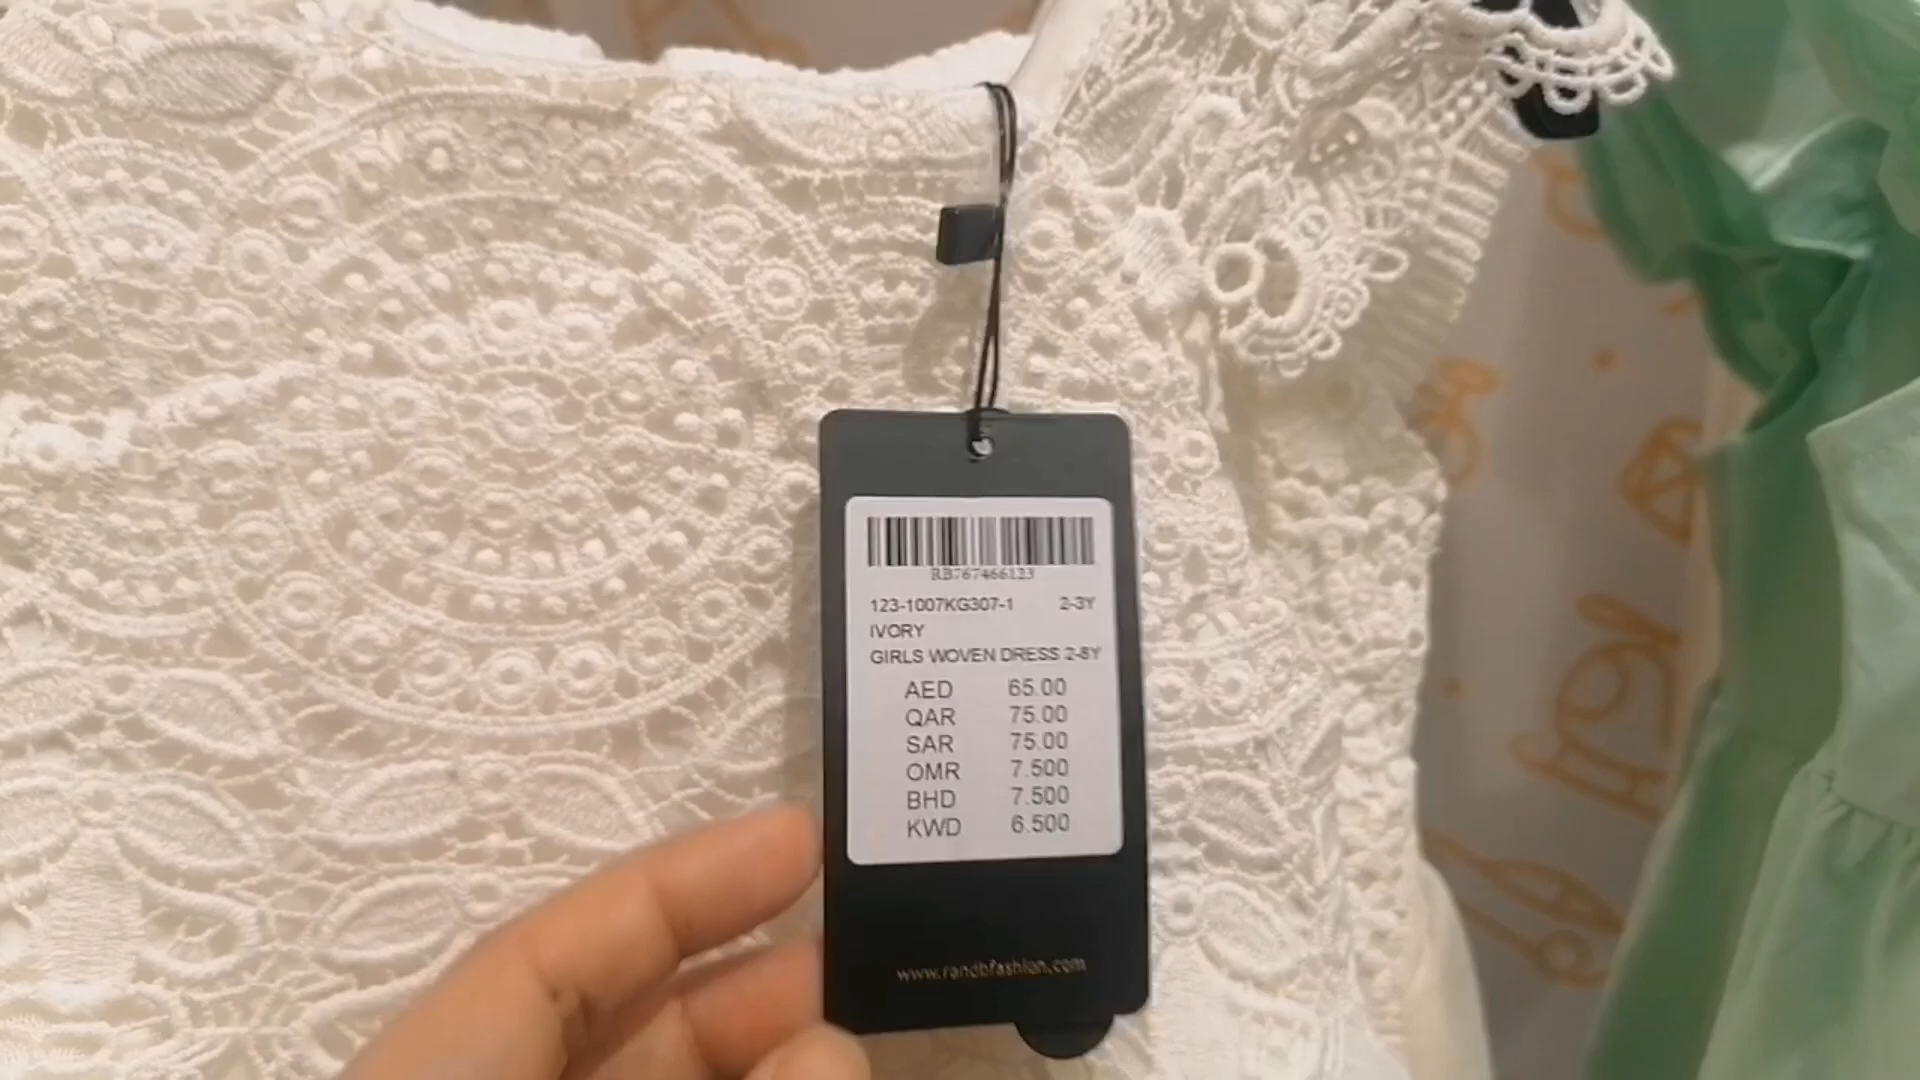 RB767466123
123-1007KG307-1 2-3Y
IVORY
GIRLS WOVEN DRESS 2-8Y
AED 65.00
QAR 75.00
SAR 75.00
OMR 7.500
BHD 7.500
KWD 6.500
www.randbfashion.com